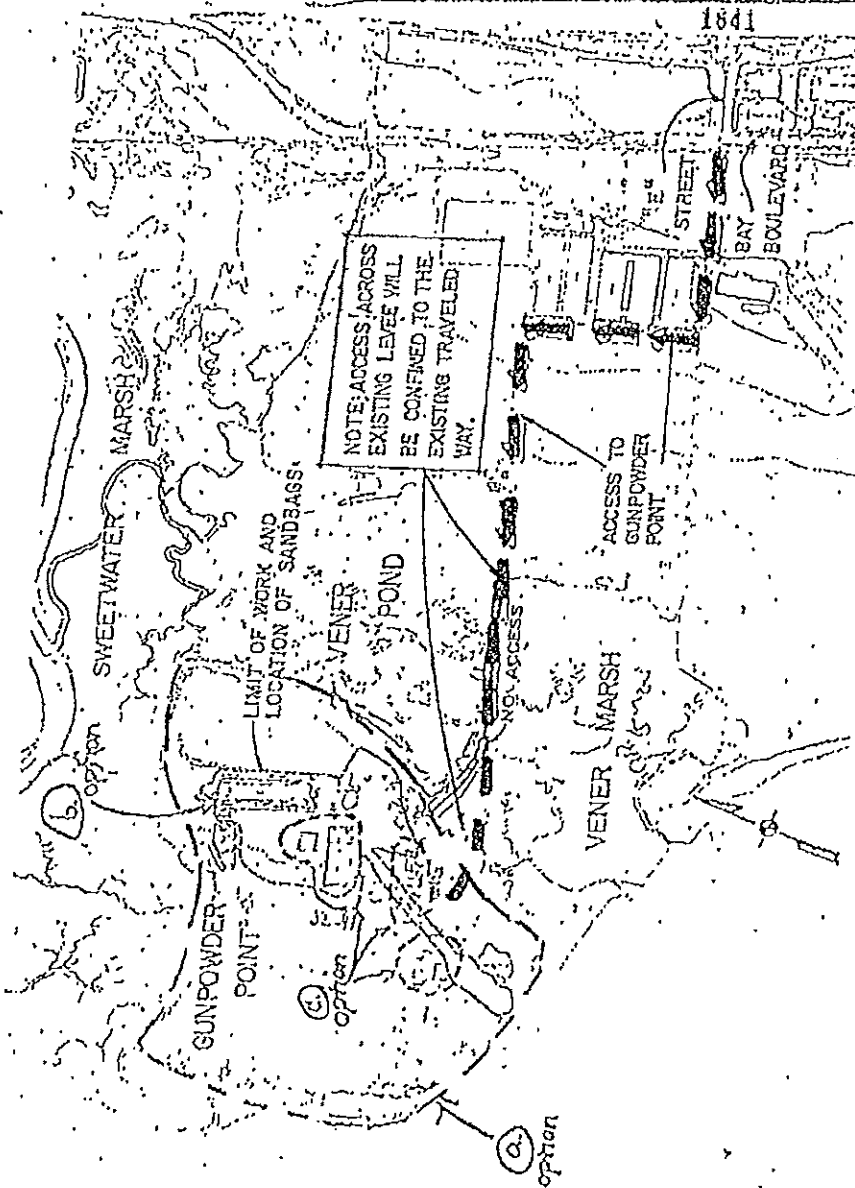 1841
SWEETWATER MARSH
b.
option
LIMIT OF WORK AND
LOCATION OF SANDBAGS
GUNPOWDER
POINT
VENER
POND
NOTE: ACCESS ACROSS
EXISTING LEVEE WILL
BE CONFINED TO THE
EXISTING TRAVELED
WAY.
"E"
STREET
BAY
BOULEVARD
NO ACCESS
ACCESS TO
GUNPOWDER
POINT
VENER MARSH
option
a.
option